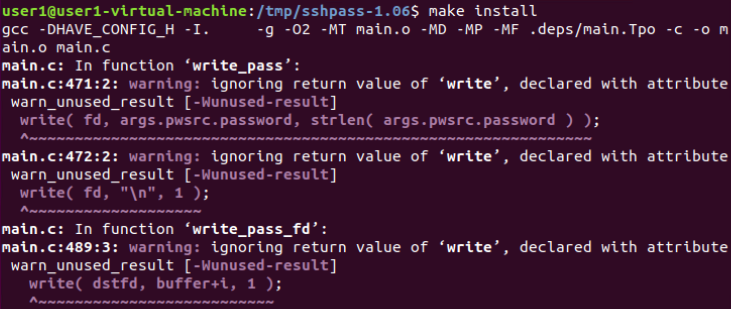 user1@user1-virtual-machine:/tmp/sshpass-1.06$ make install
gcc -DHAVE_CONFIG_H -I.     -g -O2 -MT main.o -MD -MP -MF .deps/main.Tpo -c -o m
ain.o main.c
main.c: In function ‘write_pass’:
main.c:471:2: warning: ignoring return value of ‘write’, declared with attribute
 warn_unused_result [-Wunused-result]
  write( fd, args.pwsrc.password, strlen( args.pwsrc.password ) );
  ^~~~~~~~~~~~~~~~~~~~~~~~~~~~~~~~~~~~~~~~~~~~~~~~~~~~~~~~~~~~~~~
main.c:472:2: warning: ignoring return value of ‘write’, declared with attribute
 warn_unused_result [-Wunused-result]
  write( fd, "\n", 1 );
  ^~~~~~~~~~~~~~~~~~~~
main.c: In function ‘write_pass_fd’:
main.c:489:3: warning: ignoring return value of ‘write’, declared with attribute
 warn_unused_result [-Wunused-result]
   write( dstfd, buffer+i, 1 );
   ^~~~~~~~~~~~~~~~~~~~~~~~~~~